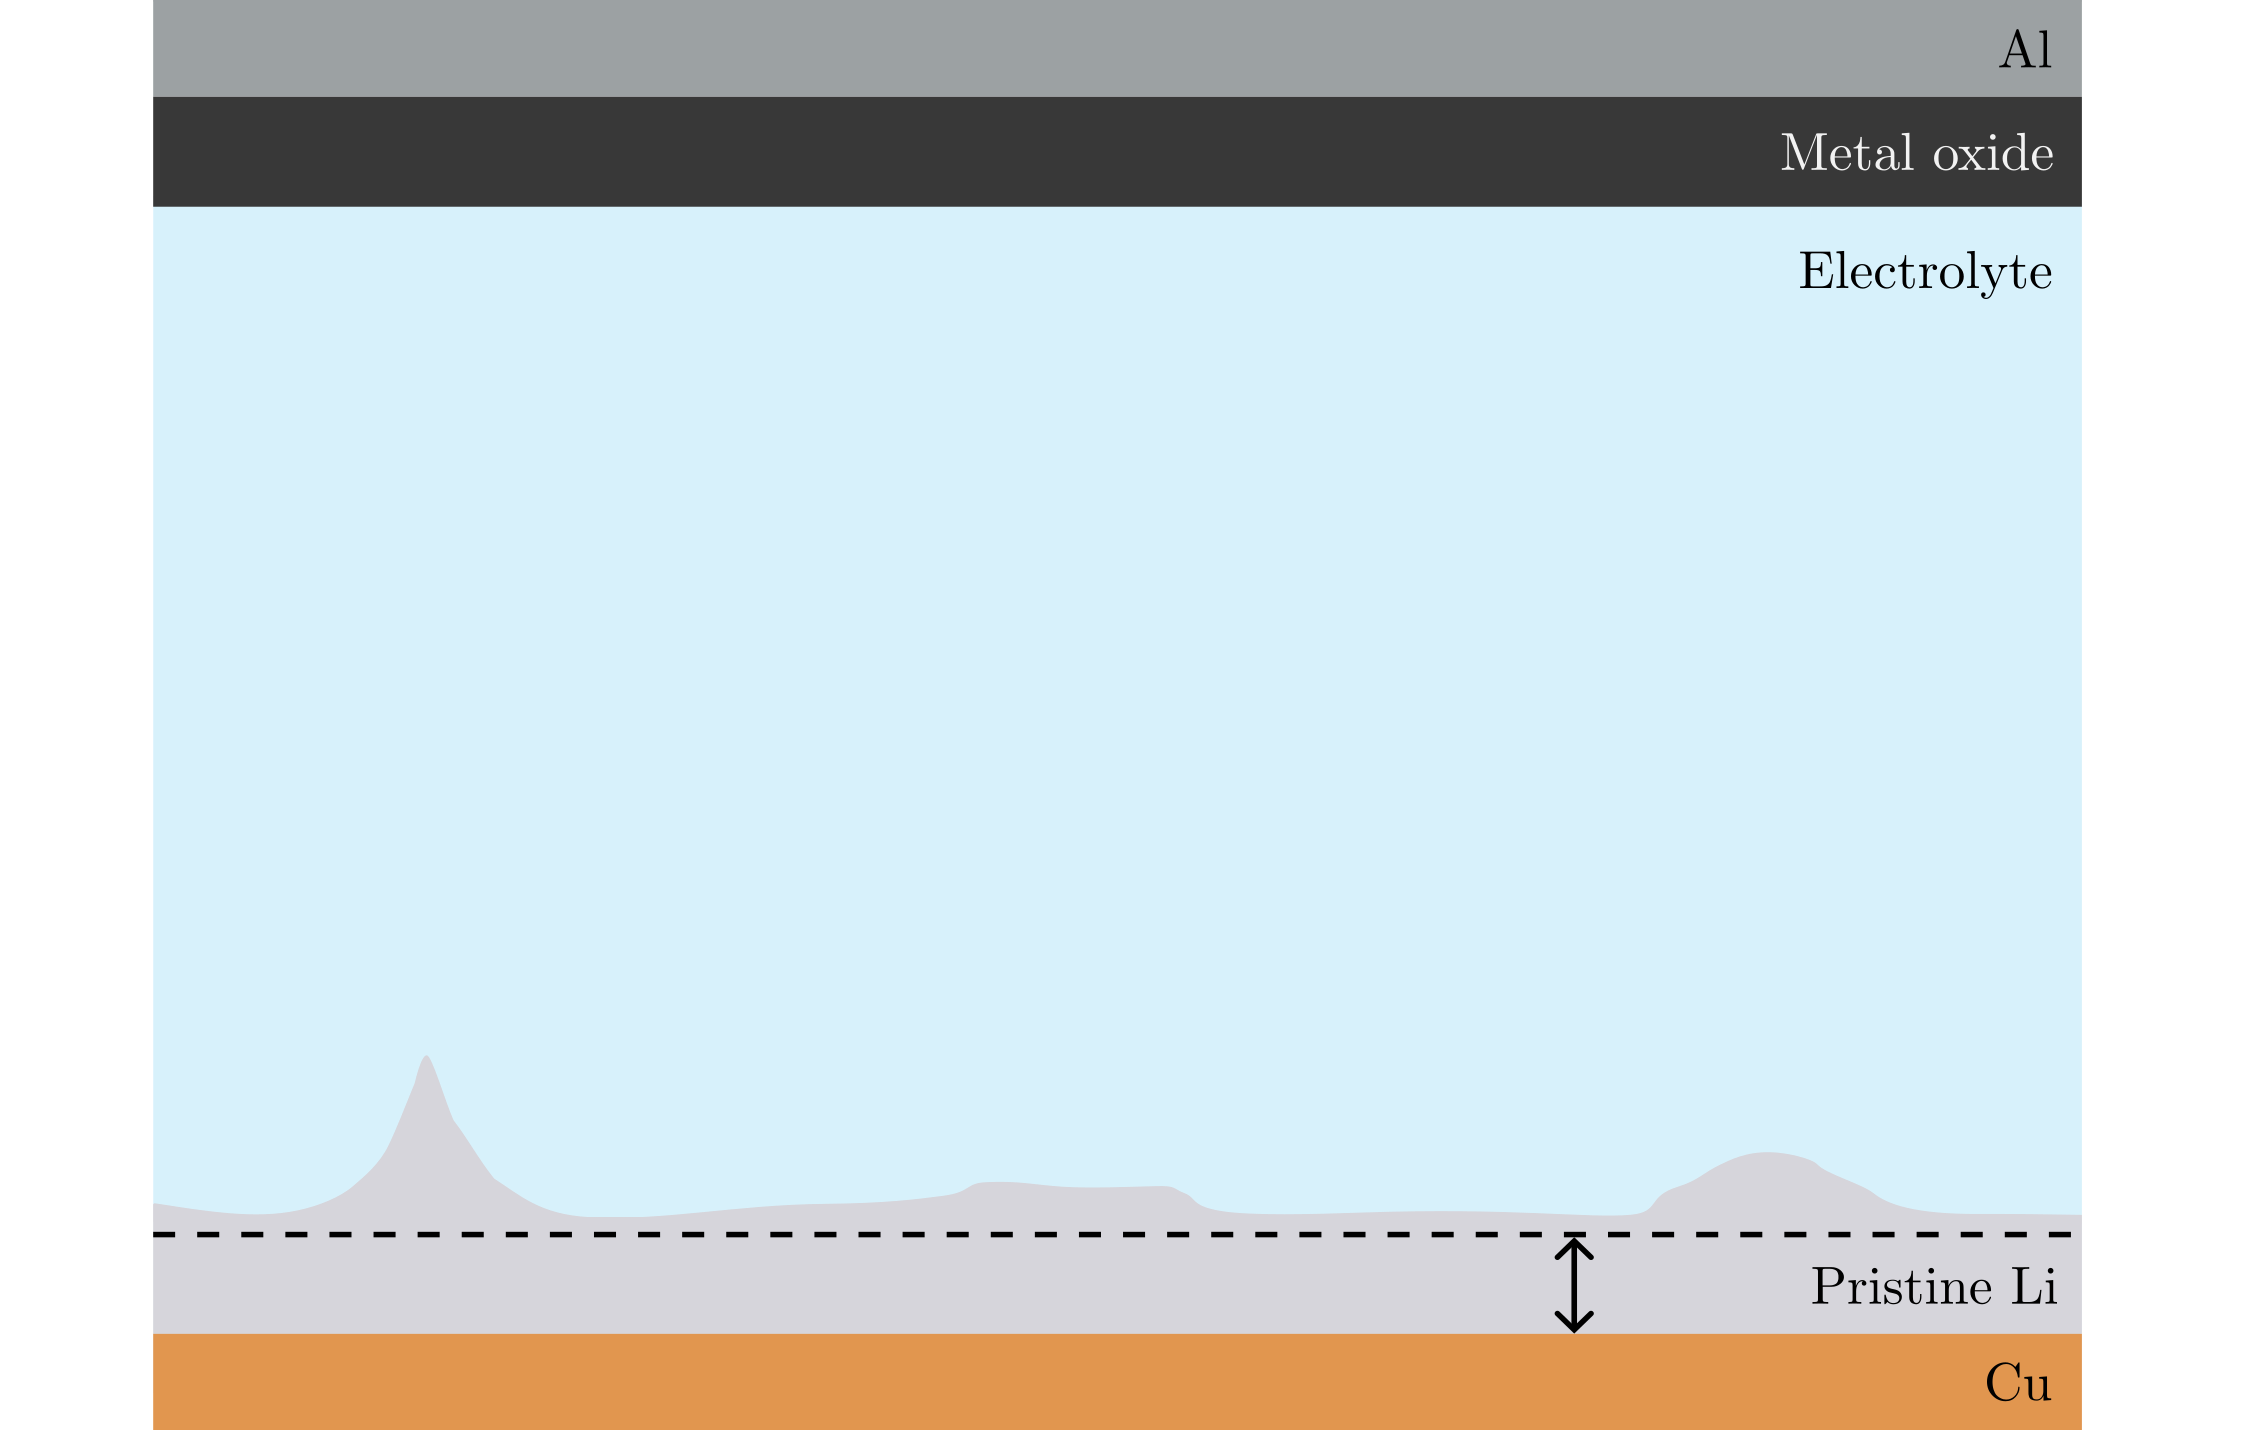 Al
Metal oxide
Electrolyte
Pristine Li
Cu